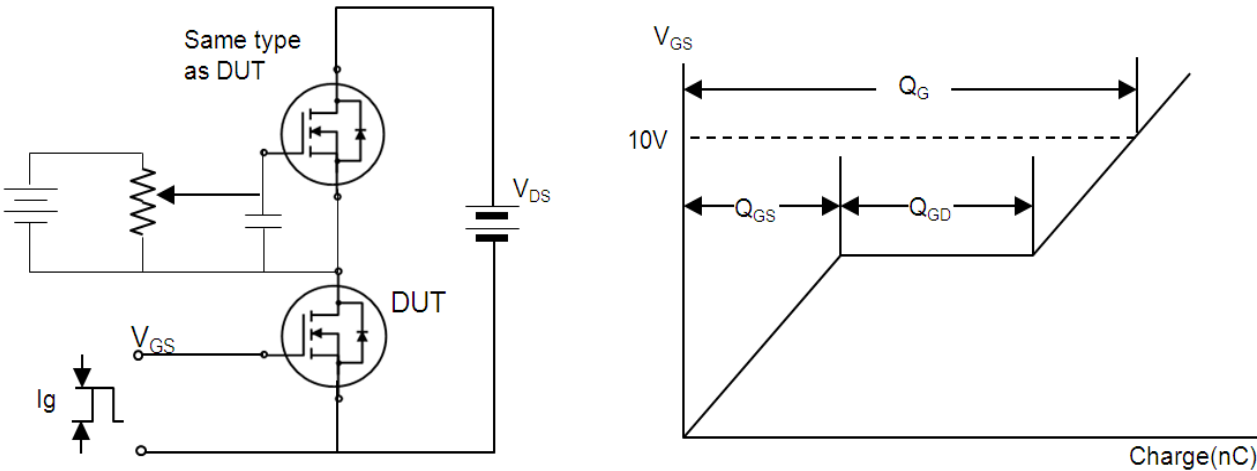 Same type
as DUT
V_DS
DUT
V_GS
Ig
V_GS
Q_G
10V
Q_GS
Q_GD
Charge(nC)